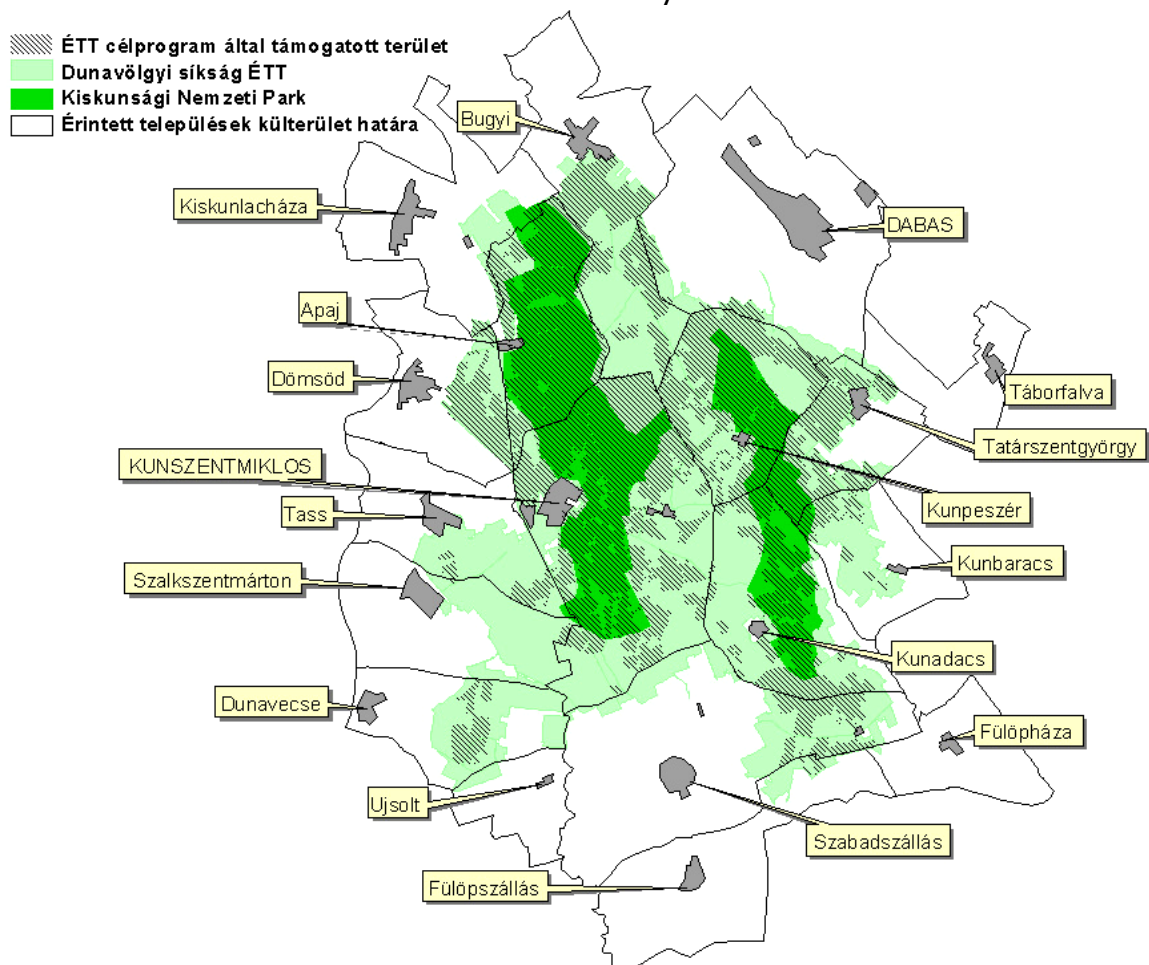 ÉTT célprogram által támogatott terület
Dunavölgyi síkság ÉTT
Kiskunsági Nemzeti Park
Érintett települések külterület határa
Bugyi
Kiskunlacháza
DABAS
Apaj
Dömsöd
Táborfalva
Tatárszentgyörgy
KUNSZENTMIKLOS
Tass
Kunpeszér
Szalkszentmárton
Kunbaracs
Kunadacs
Dunavecse
Fülöpháza
Ujsolt
Szabadszállás
Fülöpszállás